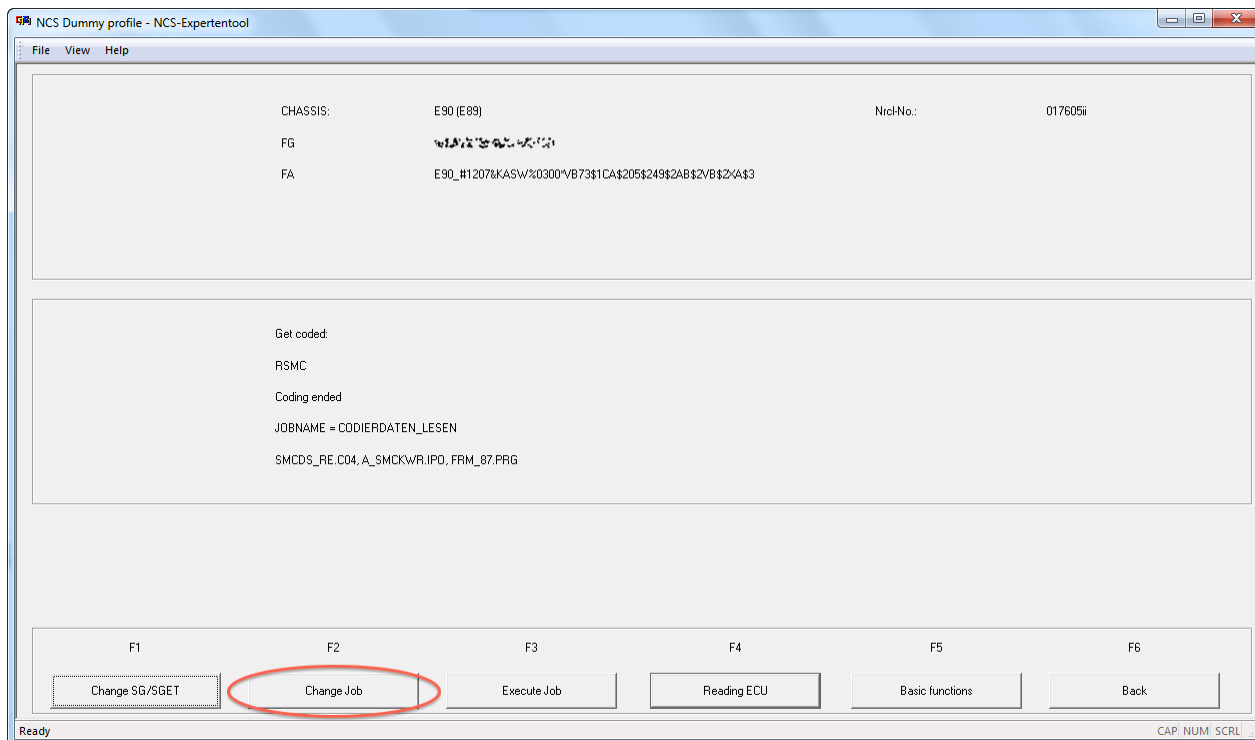 NCS Dummy profile - NCS-Expertentool
File View Help
CHASSIS: E90 (E89) Nrcl-No.: 017605ii
FG
FA E90_#1207&KASW%0300*VB73$1CA$205$249$2AB$2VB$2XA$3
Get coded:
RSMC
Coding ended
JOBNAME = CODIERDATEN_LESEN
SMCDS_RE.C04, A_SMCKWR.IPO, FRM_87.PRG
F1 F2 F3 F4 F5 F6
Change SG/SGET Change Job Execute Job Reading ECU Basic functions Back
Ready CAP NUM SCRL